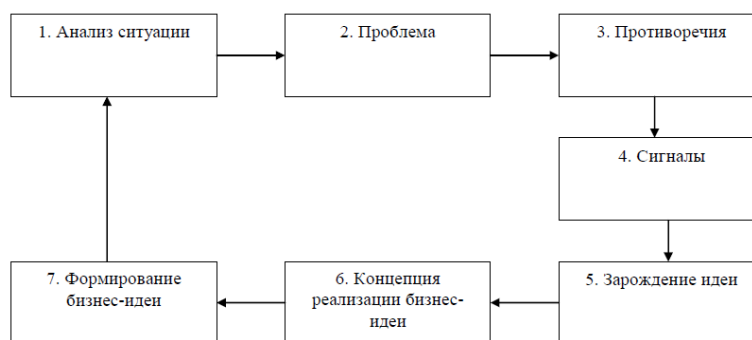 1. Анализ ситуации
2. Проблема
3. Противоречия
4. Сигналы
5. Зарождение идеи
6. Концепция
реализации бизнес-
идеи
7. Формирование
бизнес-идеи